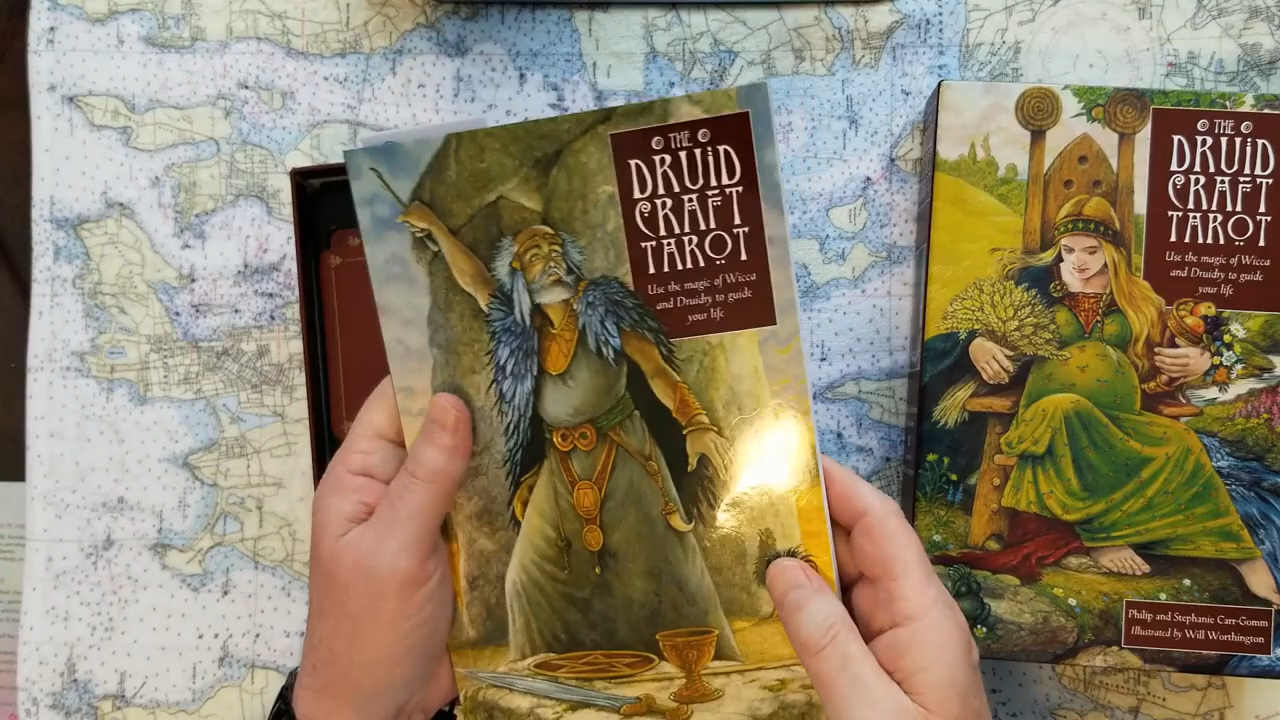 THE
DRUID
CRAFT
TAROT
Use the magic of Wicca
and Druidry to guide
your life
THE
DRUID
CRAFT
TAROT
Use the magic of Wicca
and Druidry to guide
your life
Philip and Stephanie Carr-Gomm
Illustrated by Will Worthington